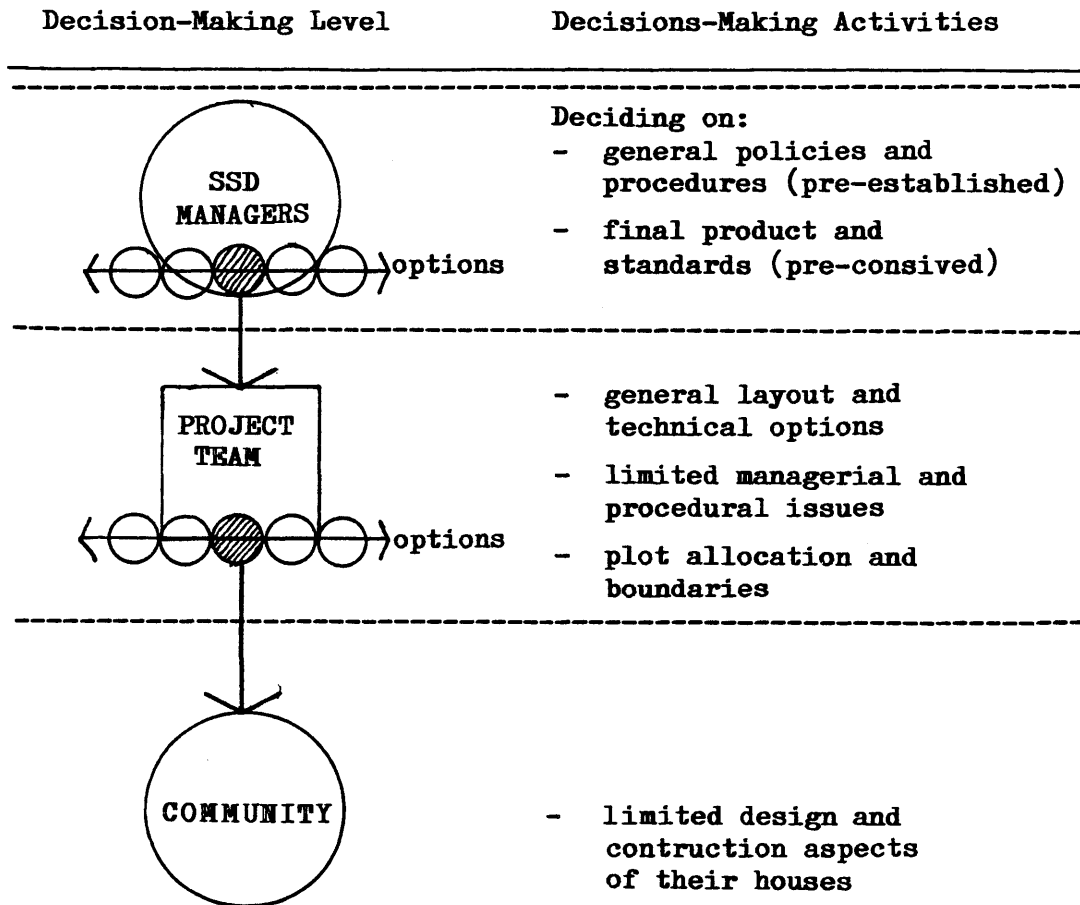 Decision-Making Level
Decisions-Making Activities
SSD
MANAGERS
options
Deciding on:
- general policies and
procedures (pre-established)
- final product and
standards (pre-consived)
PROJECT
TEAM
options
- general layout and
technical options
- limited managerial and
procedural issues
- plot allocation and
boundaries
COMMUNITY
- limited design and
contruction aspects
of their houses